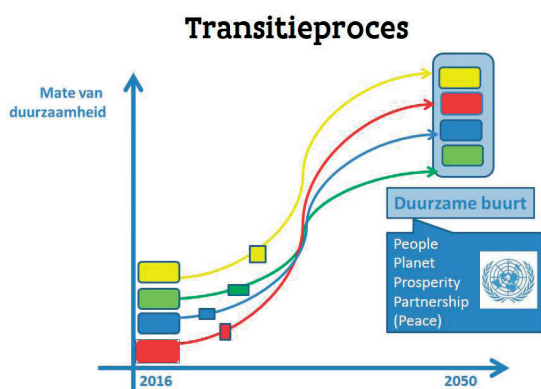 Transitieproces
Mate van
duurzaamheid
Duurzame buurt
People
Planet
Prosperity
Partnership
(Peace)
2016
2050